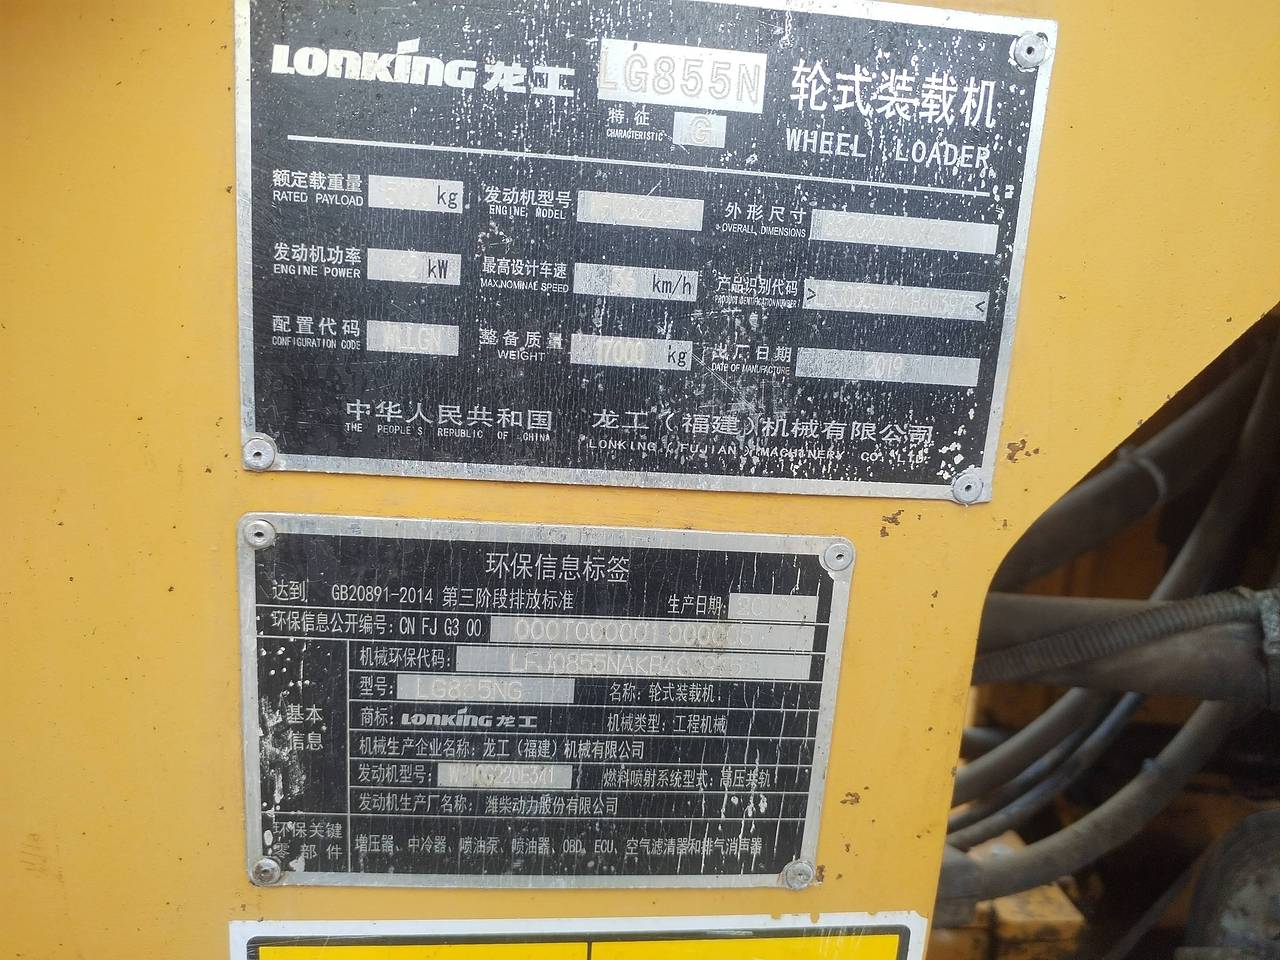 LONKING 龙工 LG855N 轮式装载机
特征 G
CHARACTERISTIC
WHEEL LOADER
额定载重量 kg 发动机型号 外形尺寸
RATED PAYLOAD ENGINE MODEL OVERALL DIMENSIONS
发动机功率 kW 最高设计车速 km/h 产品识别代码 > <
ENGINE POWER MAX.NOMINAL SPEED PRODUCT IDENTIFICATION NUMBER
配置代码 WLLGN 整备质量 17000 kg 出厂日期 2019
CONFIGURATION CODE WEIGHT DATE OF MANUFACTURE
中华人民共和国 龙工(福建)机械有限公司
THE PEOPLE'S REPUBLIC OF CHINA LONKING (FUJIAN) MACHINERY CO., LTD.
环保信息标签
达到 GB20891-2014 第三阶段排放标准 生产日期:
环保信息公开编号: CN FJ G3 00
机械环保代码:
基本信息
型号: LG855NG 名称: 轮式装载机
商标: LONKING 龙工 机械类型: 工程机械
机械生产企业名称: 龙工(福建)机械有限公司
发动机型号: WP10G220E341 燃料喷射系统型式: 高压共轨
发动机生产厂名称: 潍柴动力股份有限公司
环保关键零部件 增压器、中冷器、喷油泵、喷油器、OBD、ECU、空气滤清器和排气消声器